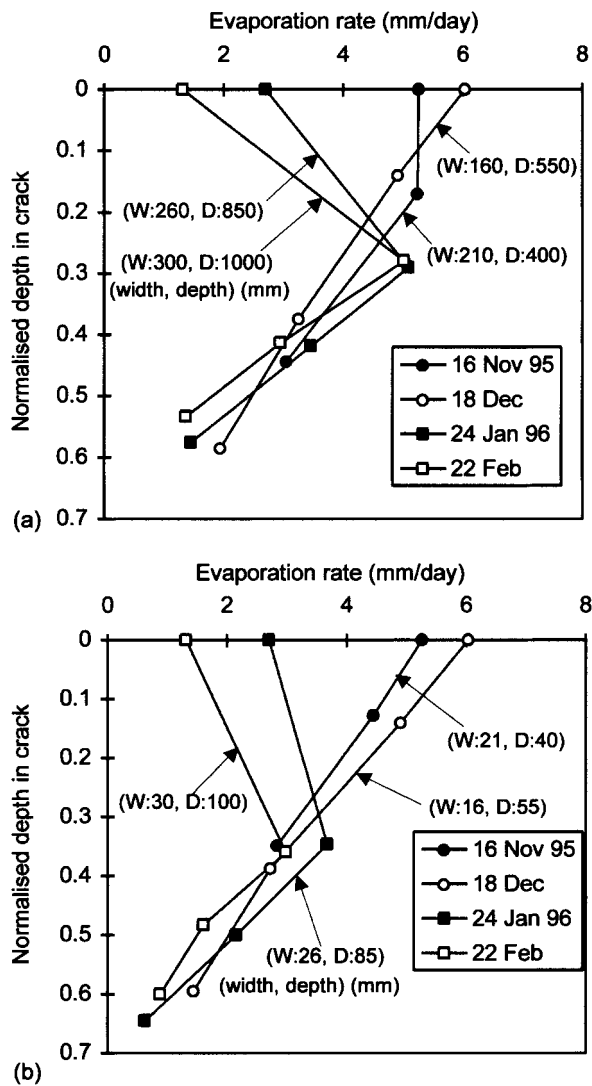 Evaporation rate (mm/day)
0 2 4 6 8
Normalised depth in crack
0
0.1
0.2
0.3
0.4
0.5
0.6
0.7
(W:160, D:550)
(W:260, D:850)
(W:300, D:1000)
(width, depth) (mm)
(W:210, D:400)
16 Nov 95
18 Dec
24 Jan 96
22 Feb
(a)
Evaporation rate (mm/day)
0 2 4 6 8
Normalised depth in crack
0
0.1
0.2
0.3
0.4
0.5
0.6
0.7
(W:21, D:40)
(W:30, D:100)
(W:16, D:55)
(W:26, D:85)
(width, depth) (mm)
16 Nov 95
18 Dec
24 Jan 96
22 Feb
(b)